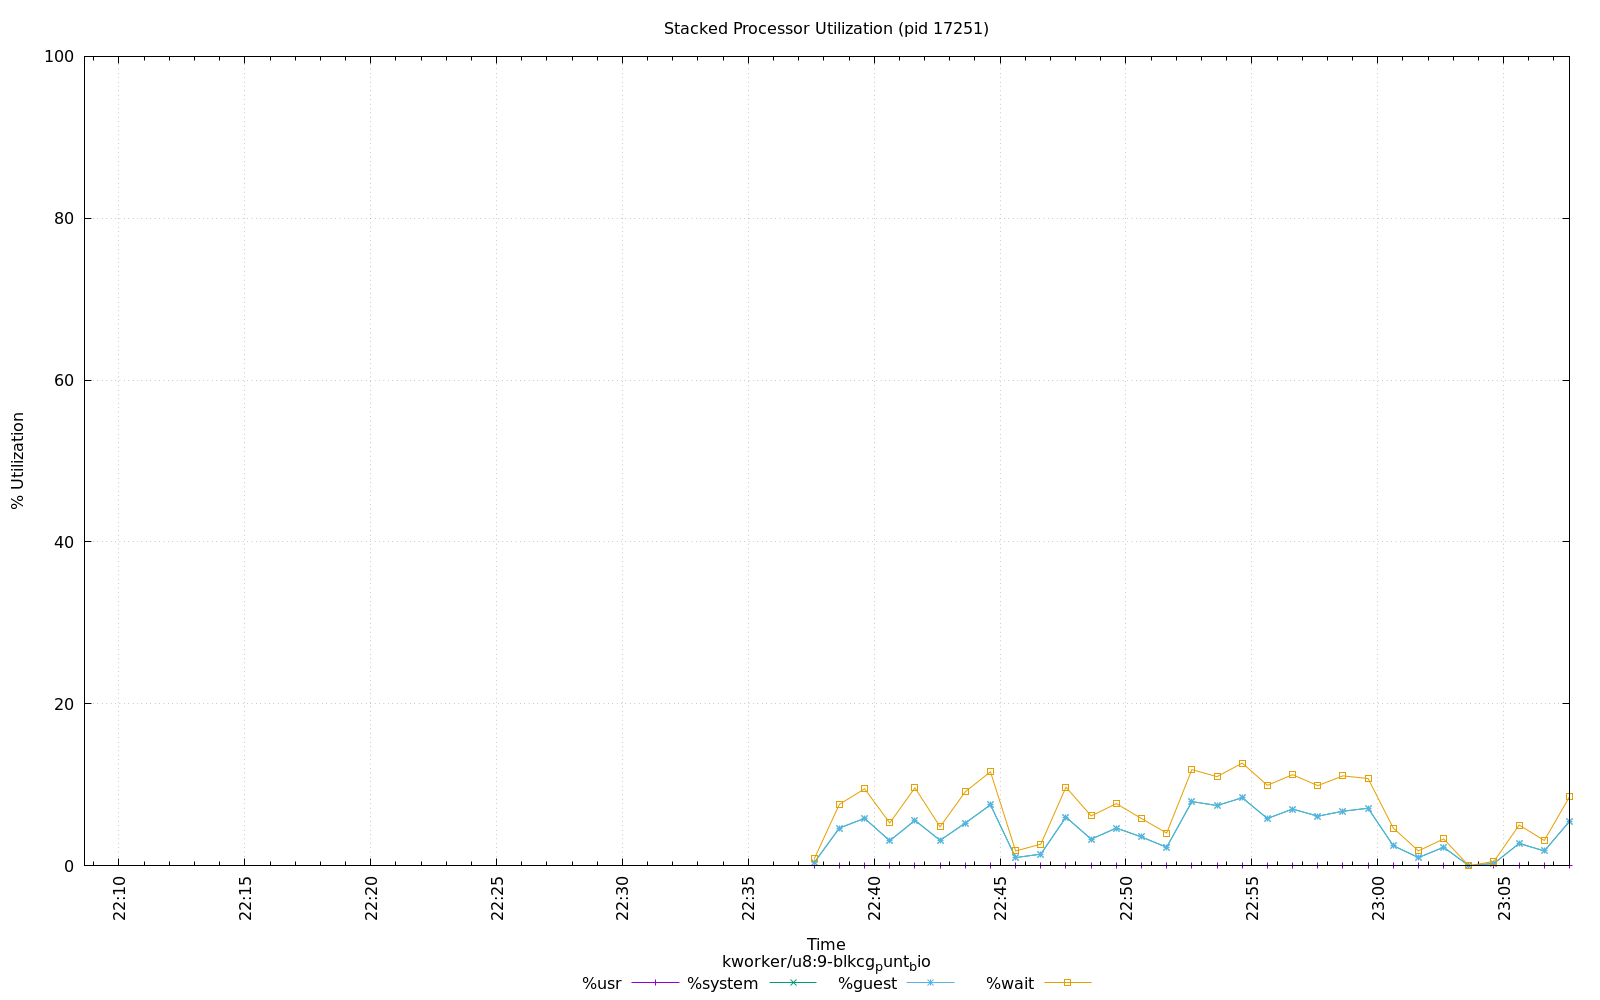 Stacked Processor Utilization (pid 17251)
100
80
60
40
20
0
% Utilization
22:10 22:15 22:20 22:25 22:30 22:35 22:40 22:45 22:50 22:55 23:00 23:05
Time
kworker/u8:9-blkcgpuntbio
%usr %system %guest %wait